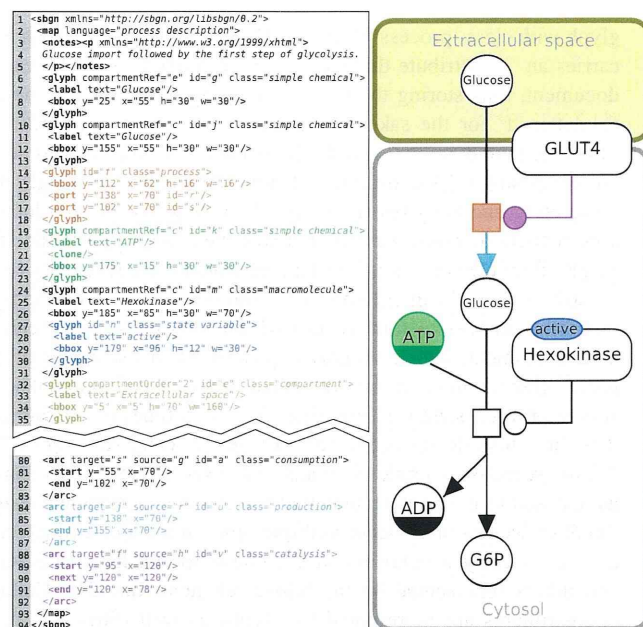 1 <sbgn xmlns="http://sbgn.org/libsbgn/0.2">
2 <map language="process description">
3 <notes><p xmlns="http://www.w3.org/1999/xhtml">
4 Glucose import followed by the first step of glycolysis.
5 </p></notes>
6 <glyph compartmentRef="e" id="g" class="simple chemical">
7 <label text="Glucose"/>
8 <bbox y="25" x="55" h="30" w="30"/>
9 </glyph>
10 <glyph compartmentRef="c" id="j" class="simple chemical">
11 <label text="Glucose"/>
12 <bbox y="155" x="55" h="30" w="30"/>
13 </glyph>
14 <glyph id="f" class="process">
15 <bbox y="112" x="62" h="16" w="16"/>
16 <port y="138" x="70" id="r"/>
17 <port y="102" x="70" id="s"/>
18 </glyph>
19 <glyph compartmentRef="c" id="k" class="simple chemical">
20 <label text="ATP"/>
21 <clone/>
22 <bbox y="175" x="15" h="30" w="30"/>
23 </glyph>
24 <glyph compartmentRef="c" id="m" class="macromolecule">
25 <label text="Hexokinase"/>
26 <bbox y="185" x="85" h="30" w="70"/>
27 <glyph id="n" class="state variable">
28 <label text="active"/>
29 <bbox y="179" x="96" h="12" w="30"/>
30 </glyph>
31 </glyph>
32 <glyph compartmentOrder="2" id="e" class="compartment">
33 <label text="Extracellular space"/>
34 <bbox y="5" x="5" h="70" w="160"/>
35 </glyph>
80 <arc target="s" source="g" id="a" class="consumption">
81 <start y="55" x="70"/>
82 <end y="102" x="70"/>
83 </arc>
84 <arc target="j" source="r" id="u" class="production">
85 <start y="138" x="70"/>
86 <end y="155" x="70"/>
87 </arc>
88 <arc target="f" source="h" id="v" class="catalysis">
89 <start y="95" x="120"/>
90 <next y="120" x="120"/>
91 <end y="120" x="78"/>
92 </arc>
93 </map>
94 </sbgn>
Extracellular space
Glucose
GLUT4
Glucose
ATP
active
Hexokinase
ADP
G6P
Cytosol